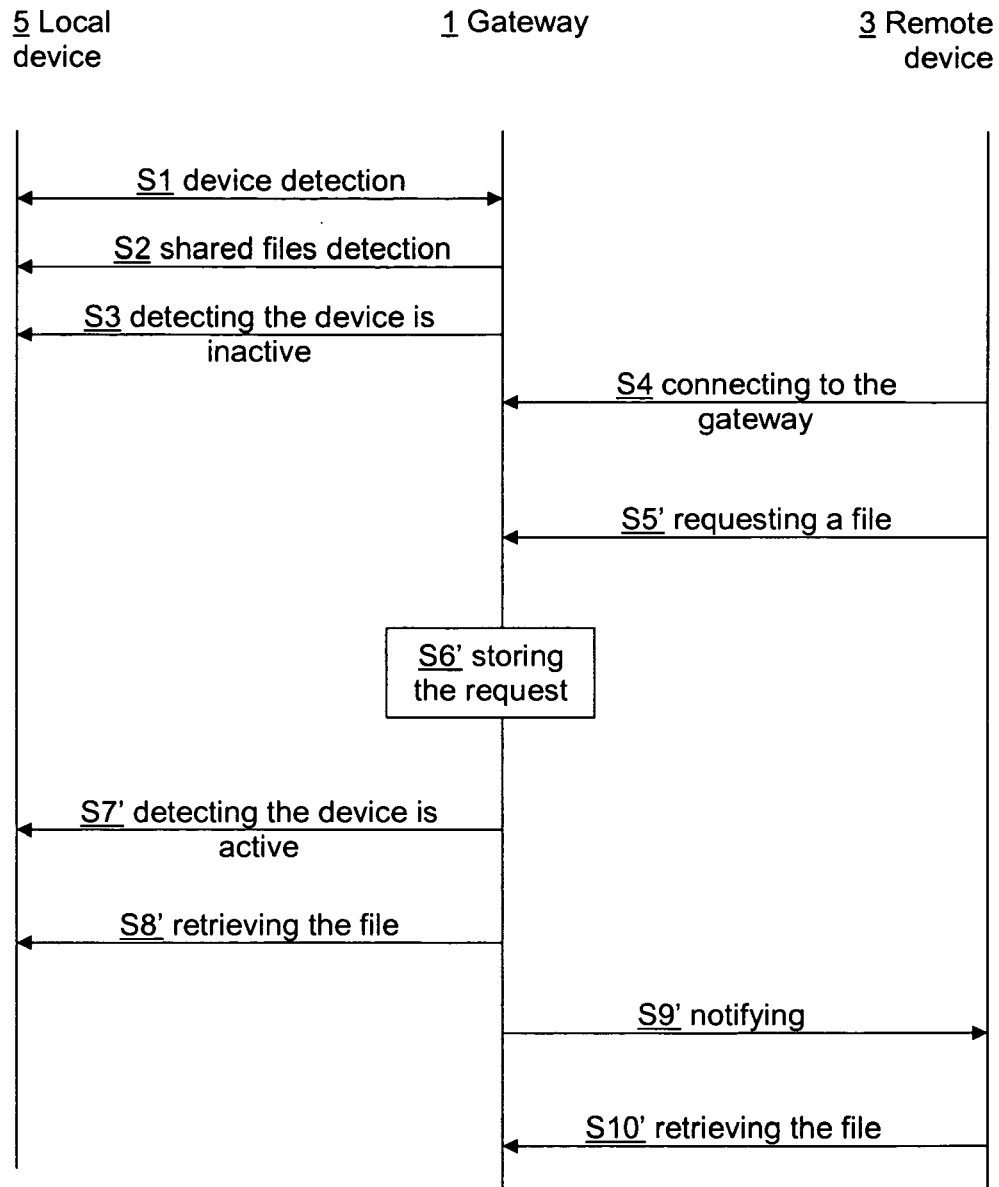 5 Local
device
1 Gateway
3 Remote
device
S1 device detection
S2 shared files detection
S3 detecting the device is
inactive
S4 connecting to the
gateway
S5' requesting a file
S6' storing
the request
S7' detecting the device is
active
S8' retrieving the file
S9' notifying
S10' retrieving the file